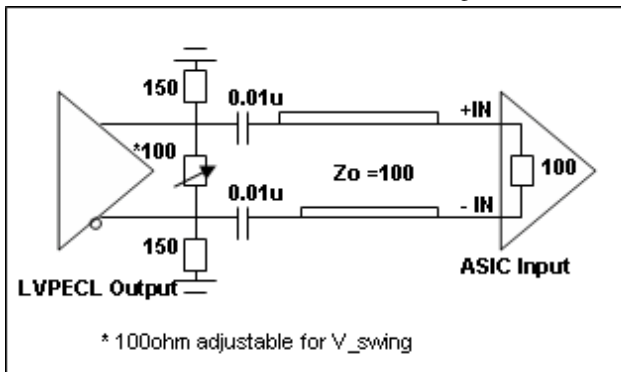 150
0.01u
+IN
*100
Zo =100
100
0.01u
- IN
150
ASIC Input
LVPECL Output
* 100ohm adjustable for V_swing